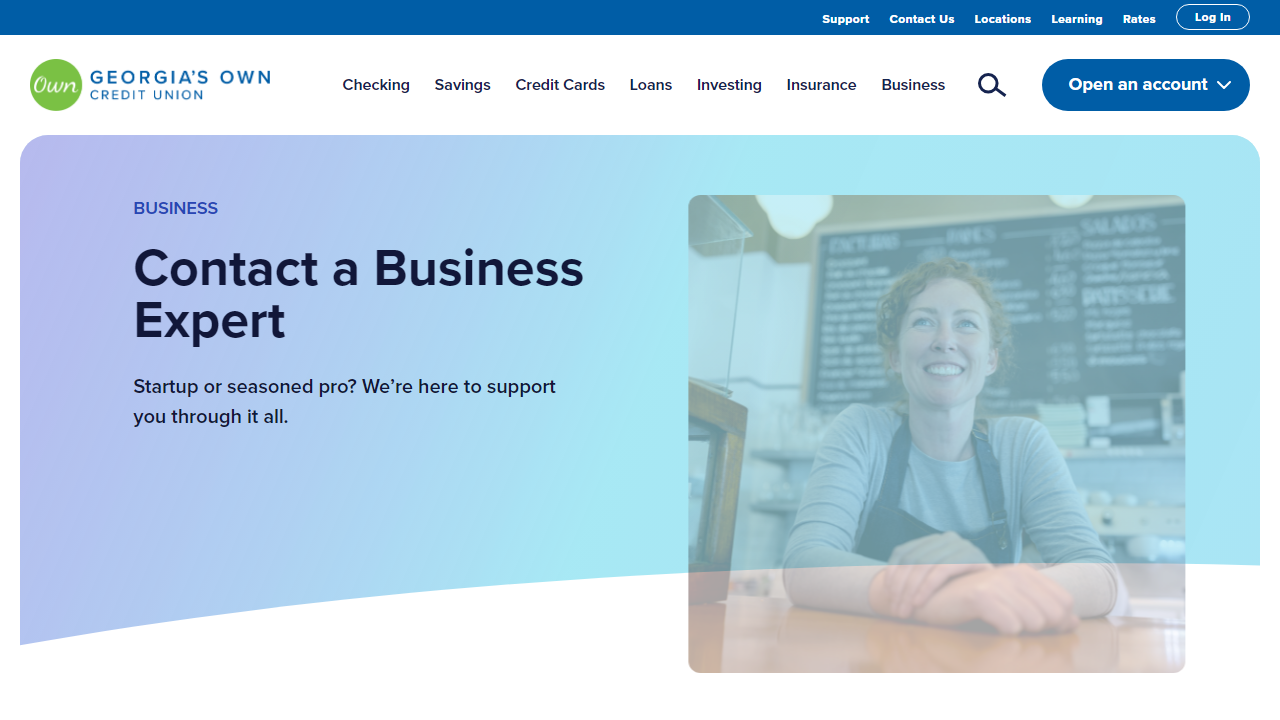 Support Contact Us Locations Learning Rates Log In
Own GEORGIA'S OWN
CREDIT UNION
Checking Savings Credit Cards Loans Investing Insurance Business Open an account
BUSINESS
Contact a Business
Expert
Startup or seasoned pro? We’re here to support
you through it all.
SALADOS